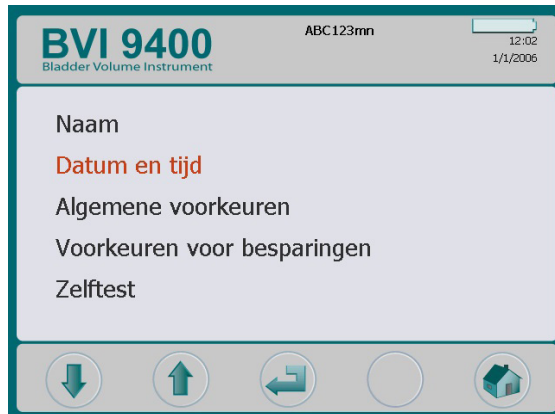 BVI 9400
Bladder Volume Instrument
ABC123mn
12:02
1/1/2006
Naam
Datum en tijd
Algemene voorkeuren
Voorkeuren voor besparingen
Zelftest